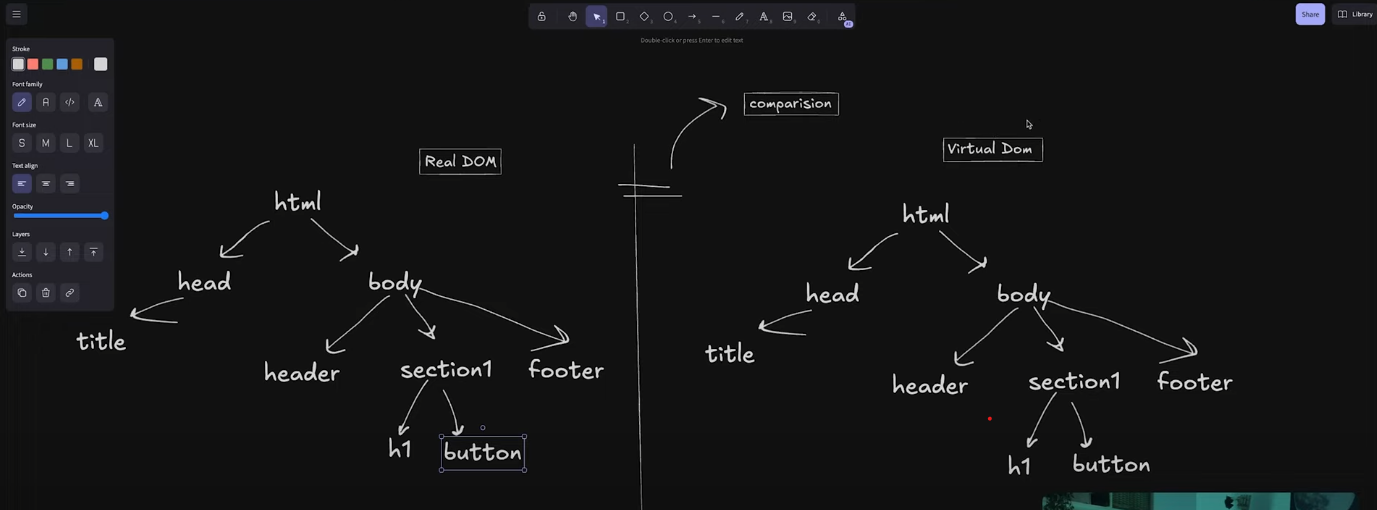 Share
Library
Double-click or press Enter to edit text
Stroke
Font family
Font size
S M L XL
Text align
Opacity
Layers
Actions
comparision
Real DOM
Virtual Dom
html
head
body
title
header
section1
footer
h1
button
html
head
body
title
header
section1
footer
h1
button